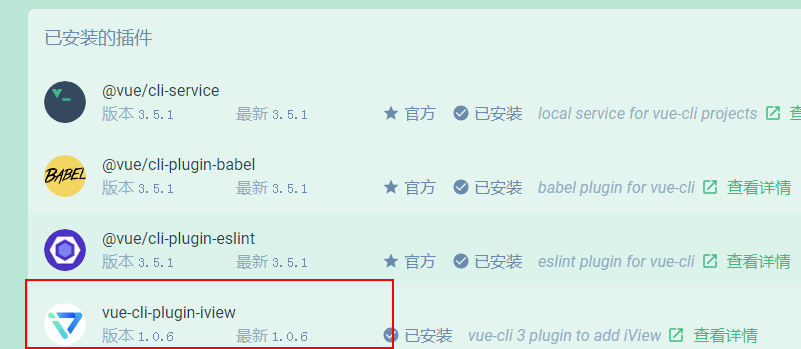 已安装的插件
@vue/cli-service
版本 3.5.1 最新 3.5.1 官方 已安装 local service for vue-cli projects 查
BABEL
@vue/cli-plugin-babel
版本 3.5.1 最新 3.5.1 官方 已安装 babel plugin for vue-cli 查看详情
@vue/cli-plugin-eslint
版本 3.5.1 最新 3.5.1 官方 已安装 eslint plugin for vue-cli 查看详情
vue-cli-plugin-iview
版本 1.0.6 最新 1.0.6 已安装 vue-cli 3 plugin to add iView 查看详情